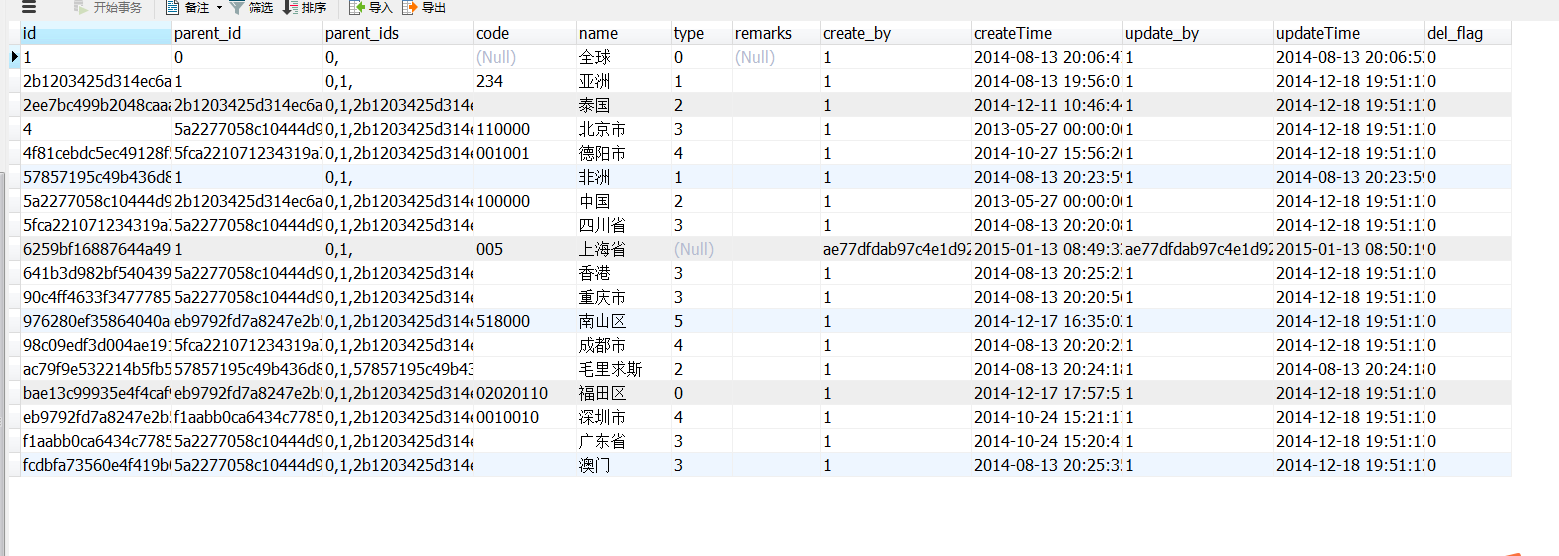 开始事务 备注 筛选 排序 导入 导出
id parent_id parent_ids code name type remarks create_by createTime update_by updateTime del_flag
1 0 0, (Null) 全球 0 (Null) 1 2014-08-13 20:06:4 1 2014-08-13 20:06:5 0
2b1203425d314ec6a 1 0,1, 234 亚洲 1 1 2014-08-13 19:56:0 1 2014-12-18 19:51:1 0
2ee7bc499b2048caa 2b1203425d314ec6a 0,1,2b1203425d314e 泰国 2 1 2014-12-11 10:46:4 1 2014-12-18 19:51:1 0
4 5a2277058c10444d9 0,1,2b1203425d314e 110000 北京市 3 1 2013-05-27 00:00:0 1 2014-12-18 19:51:1 0
4f81cebdc5ec49128f 5fca221071234319a 0,1,2b1203425d314e 001001 德阳市 4 1 2014-10-27 15:56:2 1 2014-12-18 19:51:1 0
57857195c49b436d8 1 0,1, 非洲 1 1 2014-08-13 20:23:5 1 2014-08-13 20:23:5 0
5a2277058c10444d9 2b1203425d314ec6a 0,1,2b1203425d314e 100000 中国 2 1 2013-05-27 00:00:0 1 2014-12-18 19:51:1 0
5fca221071234319a 5a2277058c10444d9 0,1,2b1203425d314e 四川省 3 1 2014-08-13 20:20:0 1 2014-12-18 19:51:1 0
6259bf16887644a49 1 0,1, 005 上海省 (Null) ae77dfdab97c4e1d92 2015-01-13 08:49:3 ae77dfdab97c4e1d92 2015-01-13 08:50:1 0
641b3d982bf540439 5a2277058c10444d9 0,1,2b1203425d314e 香港 3 1 2014-08-13 20:25:2 1 2014-12-18 19:51:1 0
90c4ff4633f3477785 5a2277058c10444d9 0,1,2b1203425d314e 重庆市 3 1 2014-08-13 20:20:5 1 2014-12-18 19:51:1 0
976280ef35864040a eb9792fd7a8247e2b 0,1,2b1203425d314e 518000 南山区 5 1 2014-12-17 16:35:0 1 2014-12-18 19:51:1 0
98c09edf3d004ae19 5fca221071234319a 0,1,2b1203425d314e 成都市 4 1 2014-08-13 20:20:2 1 2014-12-18 19:51:1 0
ac79f9e532214b5fb5 57857195c49b436d8 0,1,57857195c49b43 毛里求斯 2 1 2014-08-13 20:24:1 1 2014-08-13 20:24:1 0
bae13c99935e4f4caf eb9792fd7a8247e2b 0,1,2b1203425d314e 02020110 福田区 0 1 2014-12-17 17:57:5 1 2014-12-18 19:51:1 0
eb9792fd7a8247e2b f1aabb0ca6434c7785 0,1,2b1203425d314e 0010010 深圳市 4 1 2014-10-24 15:21:1 1 2014-12-18 19:51:1 0
f1aabb0ca6434c7785 5a2277058c10444d9 0,1,2b1203425d314e 广东省 3 1 2014-10-24 15:20:4 1 2014-12-18 19:51:1 0
fcdbfa73560e4f419b 5a2277058c10444d9 0,1,2b1203425d314e 澳门 3 1 2014-08-13 20:25:3 1 2014-12-18 19:51:1 0